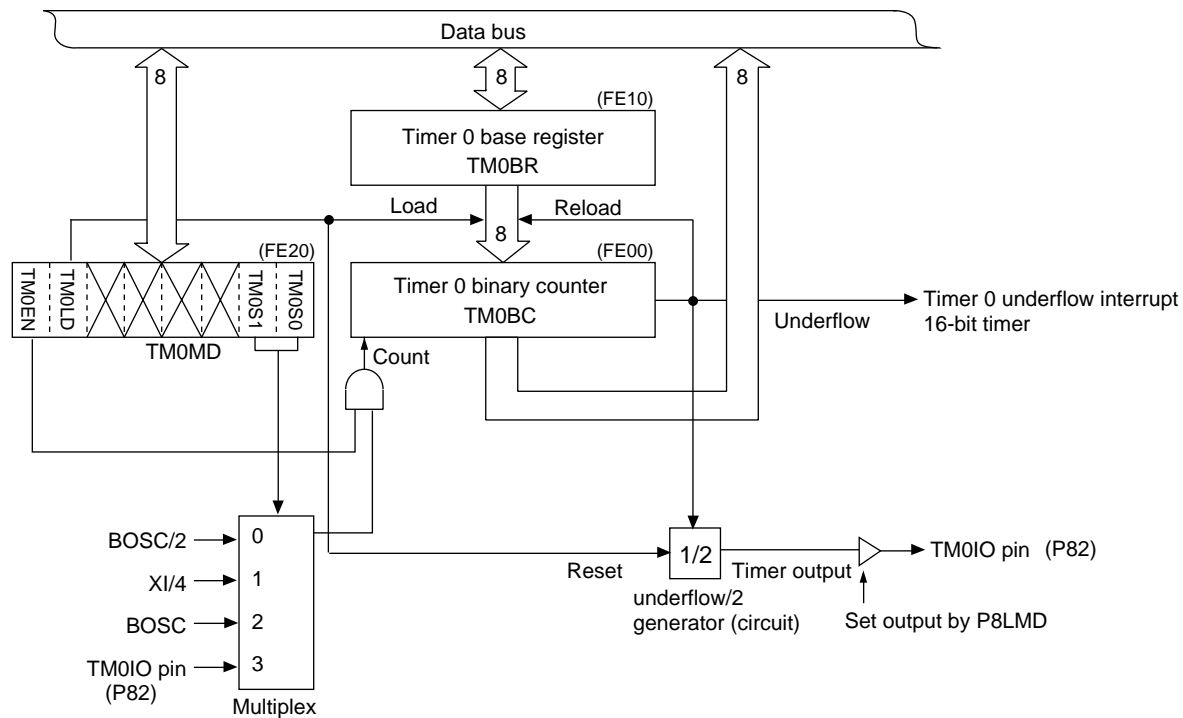 Data bus
8
8
8
(FE10)
Timer 0 base register
TM0BR
Load
Reload
8
(FE20)
(FE00)
TM0EN
TM0LD
TM0S1
TM0S0
Timer 0 binary counter
TM0BC
TM0MD
Count
Underflow
Timer 0 underflow interrupt
16-bit timer
BOSC/2
0
XI/4
1
BOSC
2
TM0IO pin
(P82)
3
Multiplex
Reset
1/2
Timer output
TM0IO pin (P82)
underflow/2
generator (circuit)
Set output by P8LMD